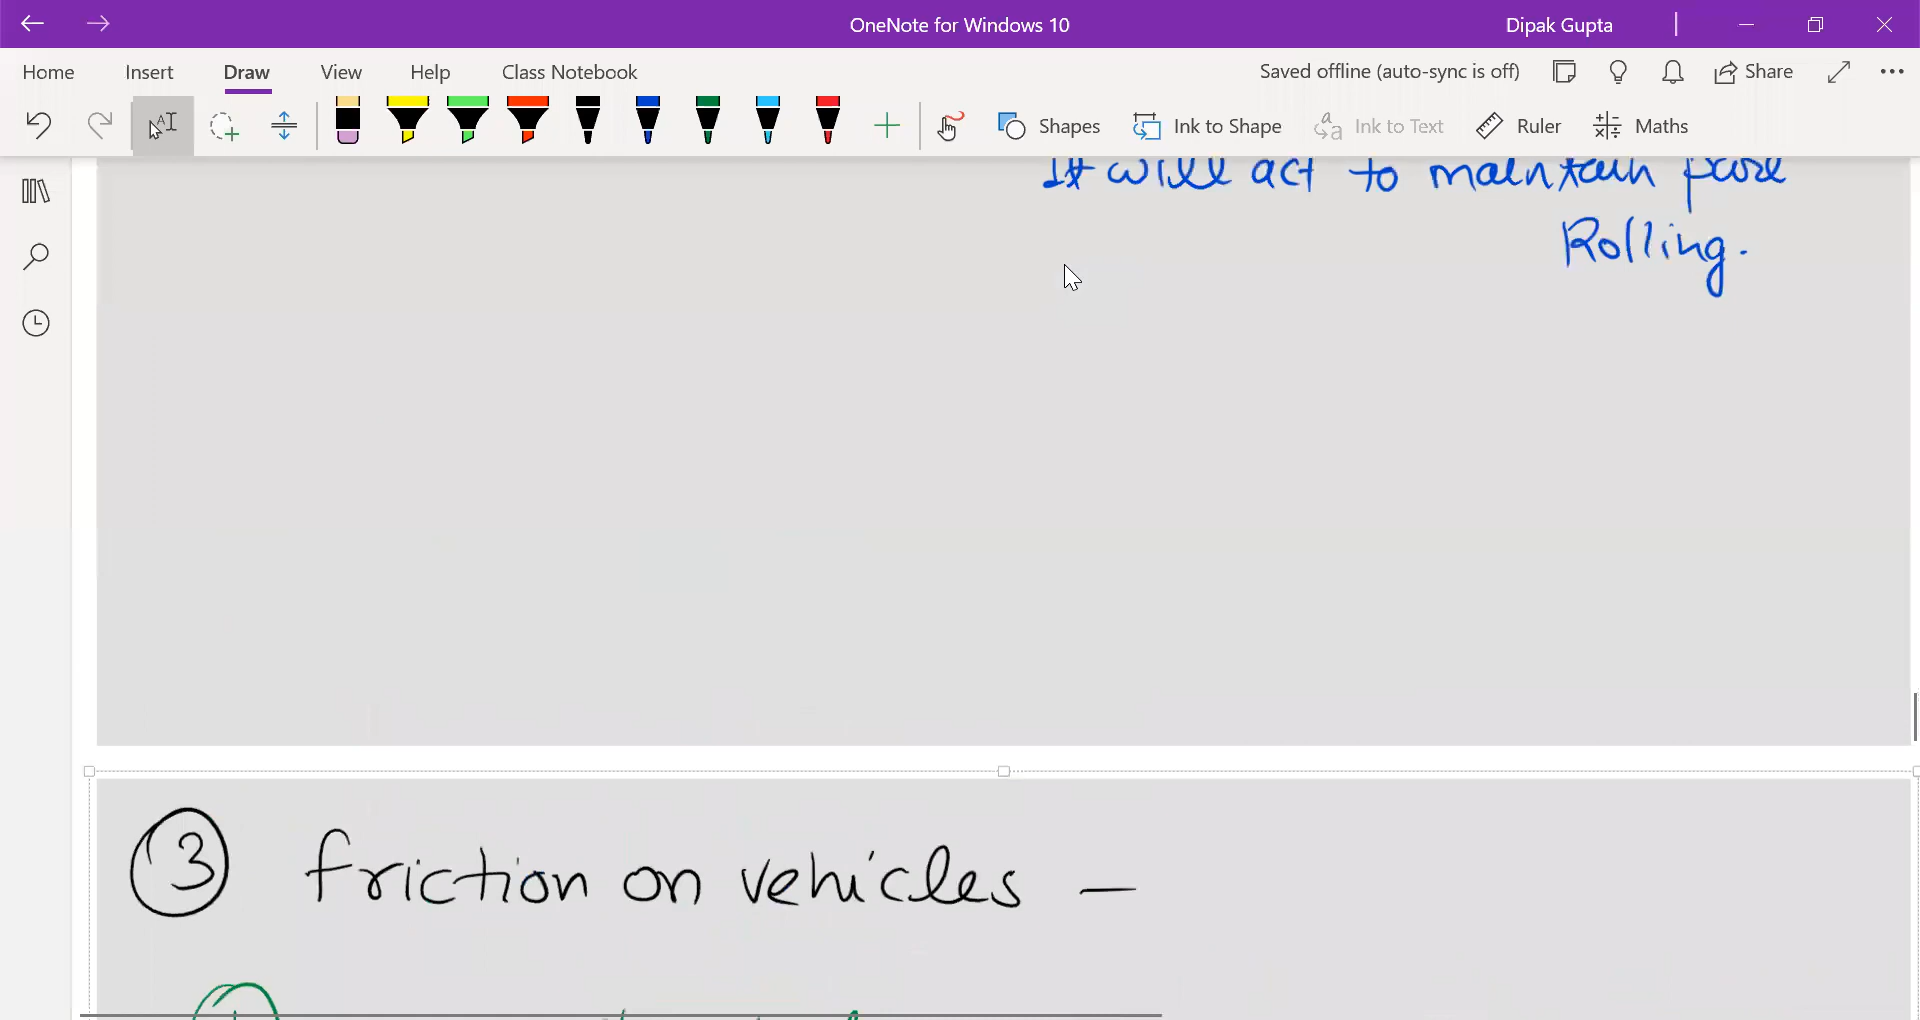 OneNote for Windows 10
Dipak Gupta
Home Insert Draw View Help Class Notebook
Saved offline (auto-sync is off) Share
Shapes Ink to Shape Ink to Text Ruler Maths
It will act to maintain pure
Rolling.
3 friction on vehicles —